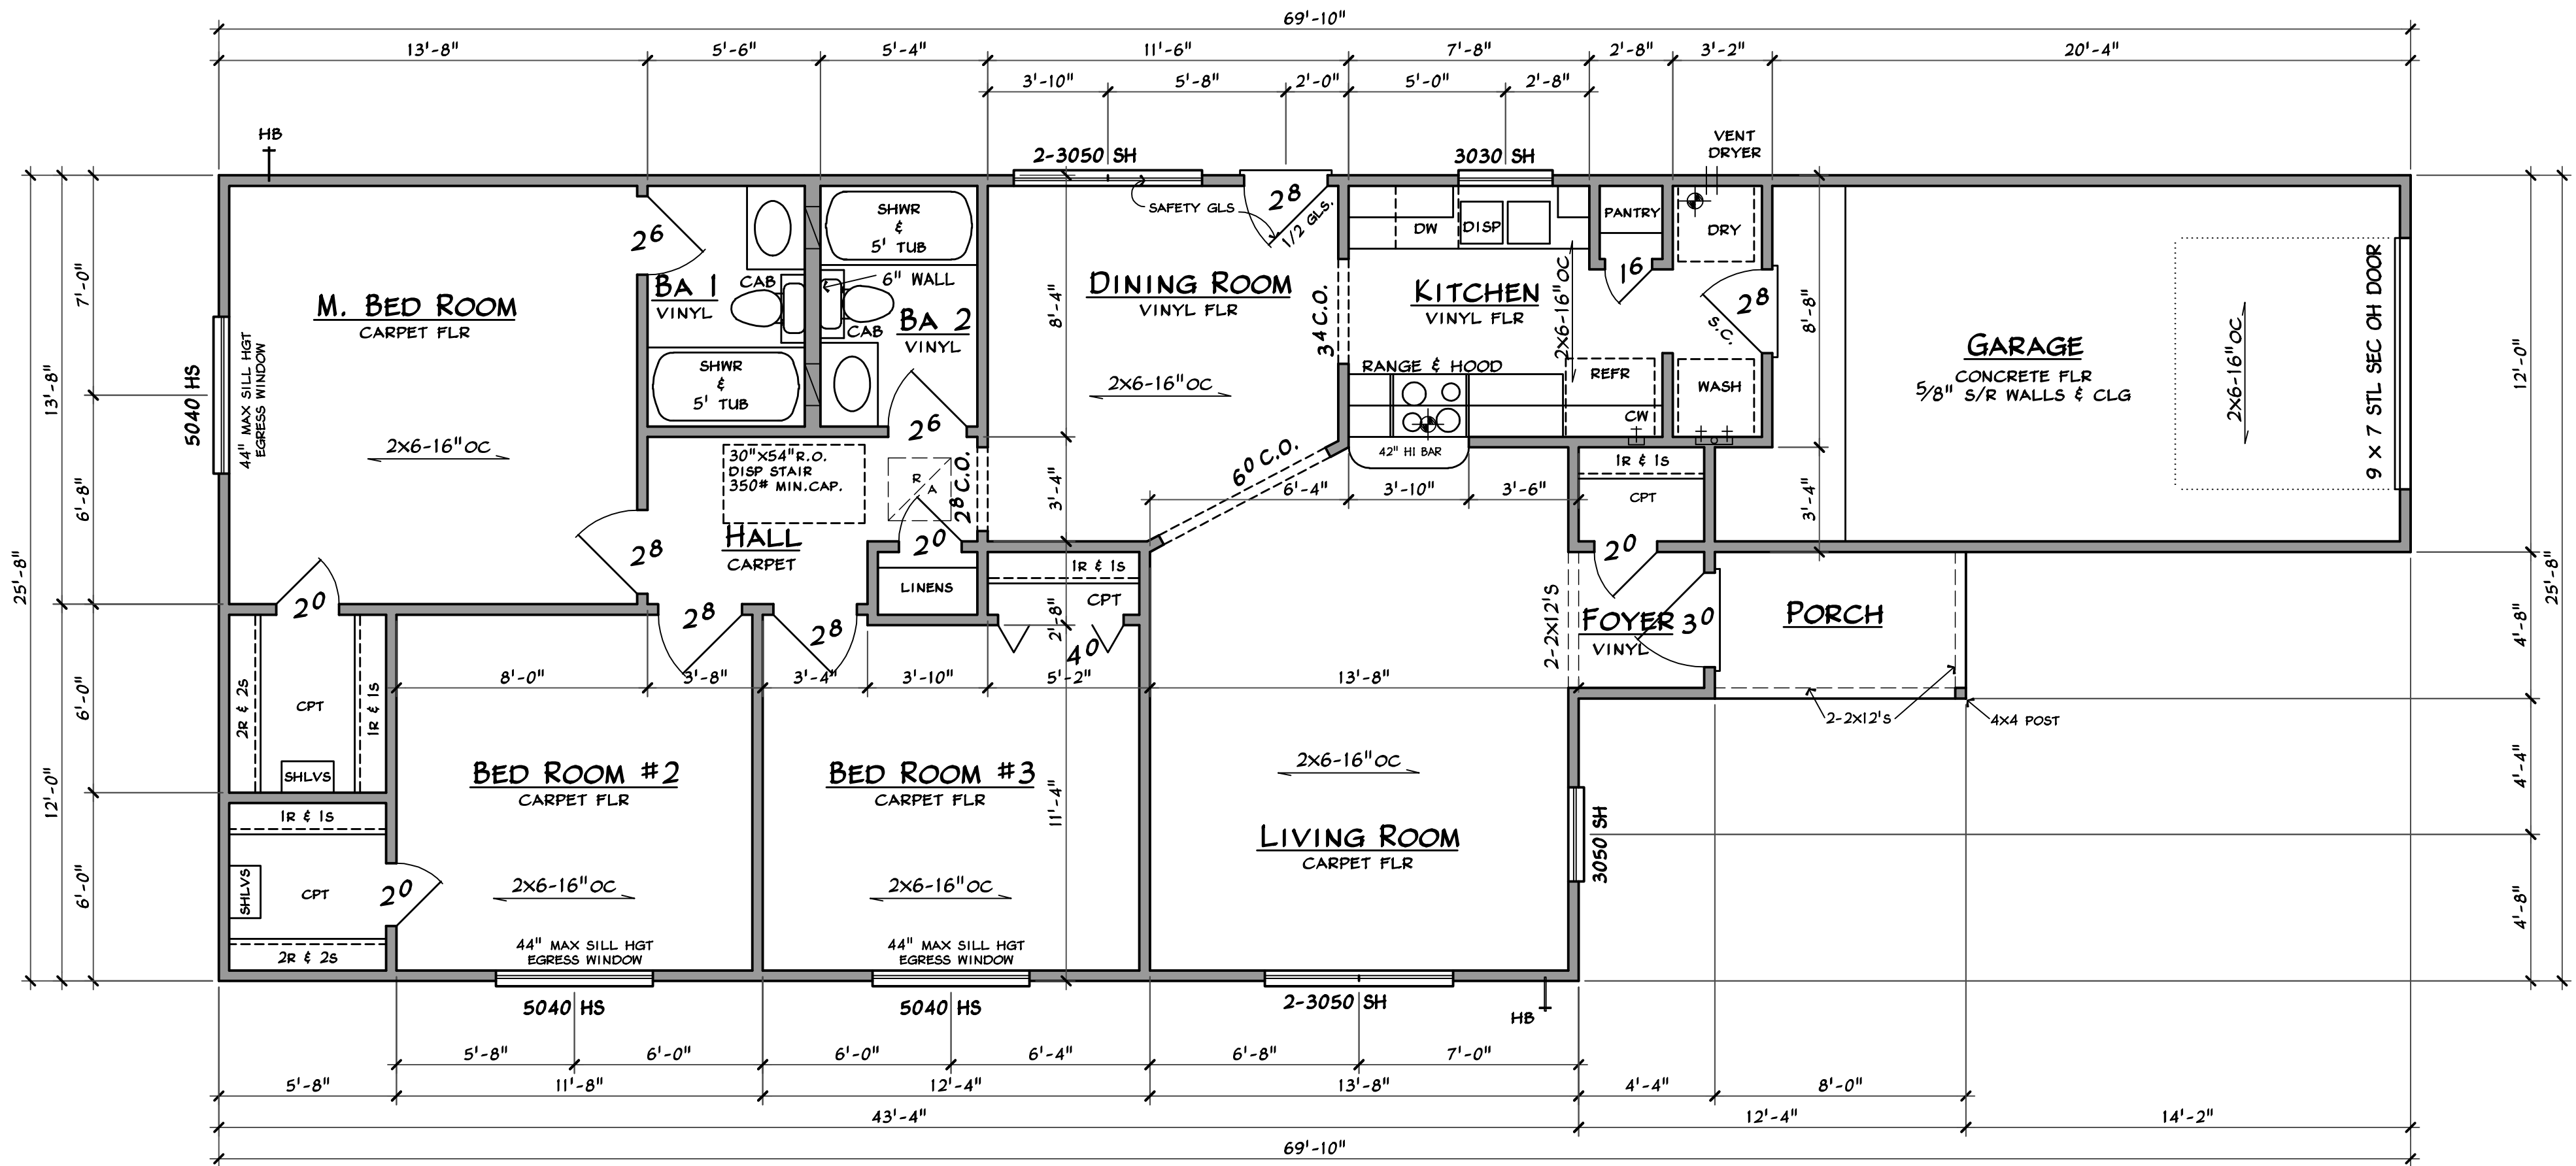 69'-10"
13'-8" 5'-6" 5'-4" 11'-6" 7'-8" 2'-8" 3'-2" 20'-4"
3'-10" 5'-8" 2'-0" 5'-0" 2'-8"
HB
2-3050 SH
3030 SH
VENT
DRYER
SAFETY GLS
28
1/2 GLS.
26
CAB
BA 1
VINYL
SHWR
&
5' TUB
6" WALL
CAB
BA 2
VINYL
SHWR
&
5' TUB
26
M. BED ROOM
CARPET FLR
2x6-16"OC
5040 HS
44" MAX SILL HGT
EGRESS WINDOW
DINING ROOM
VINYL FLR
2x6-16"OC
8'-4"
3'-4"
34 C.O.
60 C.O.
28 C.O.
DW
DISP
KITCHEN
VINYL FLR
2x6-16"OC
RANGE & HOOD
42" HI BAR
REFR
CW
PANTRY
16
DRY
28
S.C.
WASH
8'-8"
3'-4"
GARAGE
CONCRETE FLR
5/8" S/R WALLS & CLG
2x6-16"OC
9 x 7 STL SEC OH DOOR
30"x54"R.O.
DISP STAIR
350# MIN.CAP.
R
A
HALL
CARPET
28
20
LINENS
1R & 1S
CPT
40
2'-8"
6'-4" 3'-10" 3'-6"
1R & 1S
CPT
20
2-2x12'S
FOYER
VINYL
30
PORCH
2-2x12'S
4x4 POST
20
28
28
8'-0" 3'-8" 3'-4" 3'-10" 5'-2" 13'-8"
2R & 2S
CPT
1R & 1S
SHLVS
1R & 1S
SHLVS
CPT
20
2R & 2S
BED ROOM #2
CARPET FLR
2x6-16"OC
44" MAX SILL HGT
EGRESS WINDOW
5040 HS
BED ROOM #3
CARPET FLR
2x6-16"OC
44" MAX SILL HGT
EGRESS WINDOW
5040 HS
11'-4"
2x6-16"OC
LIVING ROOM
CARPET FLR
2-3050 SH
3050 SH
HB
25'-8"
13'-8"
12'-0"
7'-0"
6'-8"
6'-0"
6'-0"
12'-0"
4'-8"
4'-4"
4'-8"
25'-8"
5'-8" 6'-0" 6'-0" 6'-4" 6'-8" 7'-0"
5'-8" 11'-8" 12'-4" 13'-8" 4'-4" 8'-0"
43'-4" 12'-4" 14'-2"
69'-10"